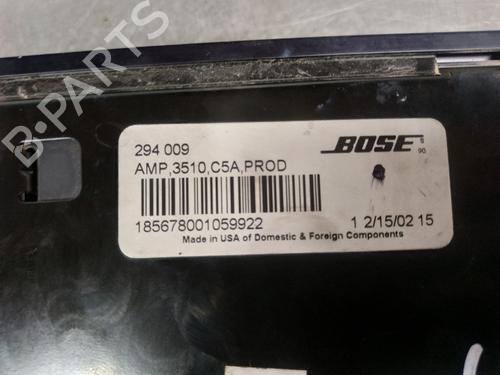 294 009
BOSE
AMP,3510,C5A,PROD
185678001059922
1 2/15/02 15
Made in USA of Domestic & Foreign Components
B-PARTS